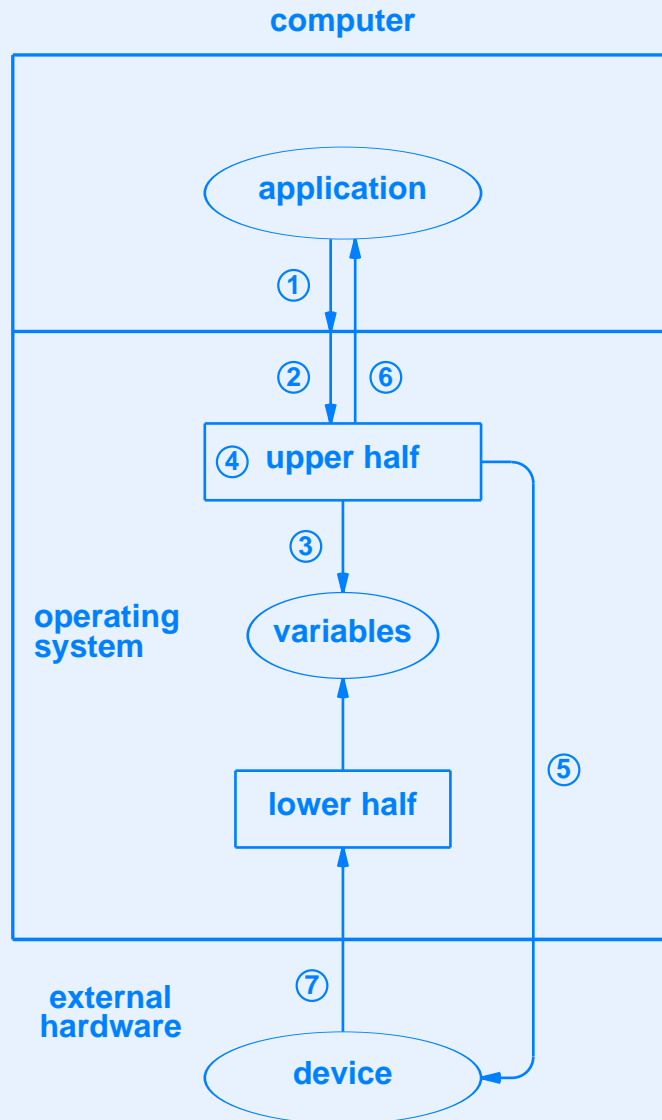 computer
application
1
2
6
4 upper half
3
operating
system
variables
5
lower half
7
external
hardware
device